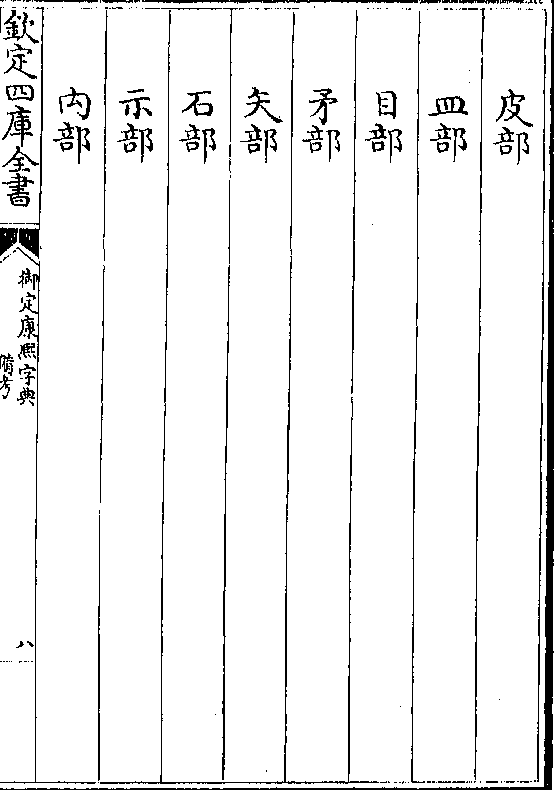 皮部
皿部
目部
矛部
矢部
石部
示部
禸部
欽定四庫全書
御定康熙字典
備考
八